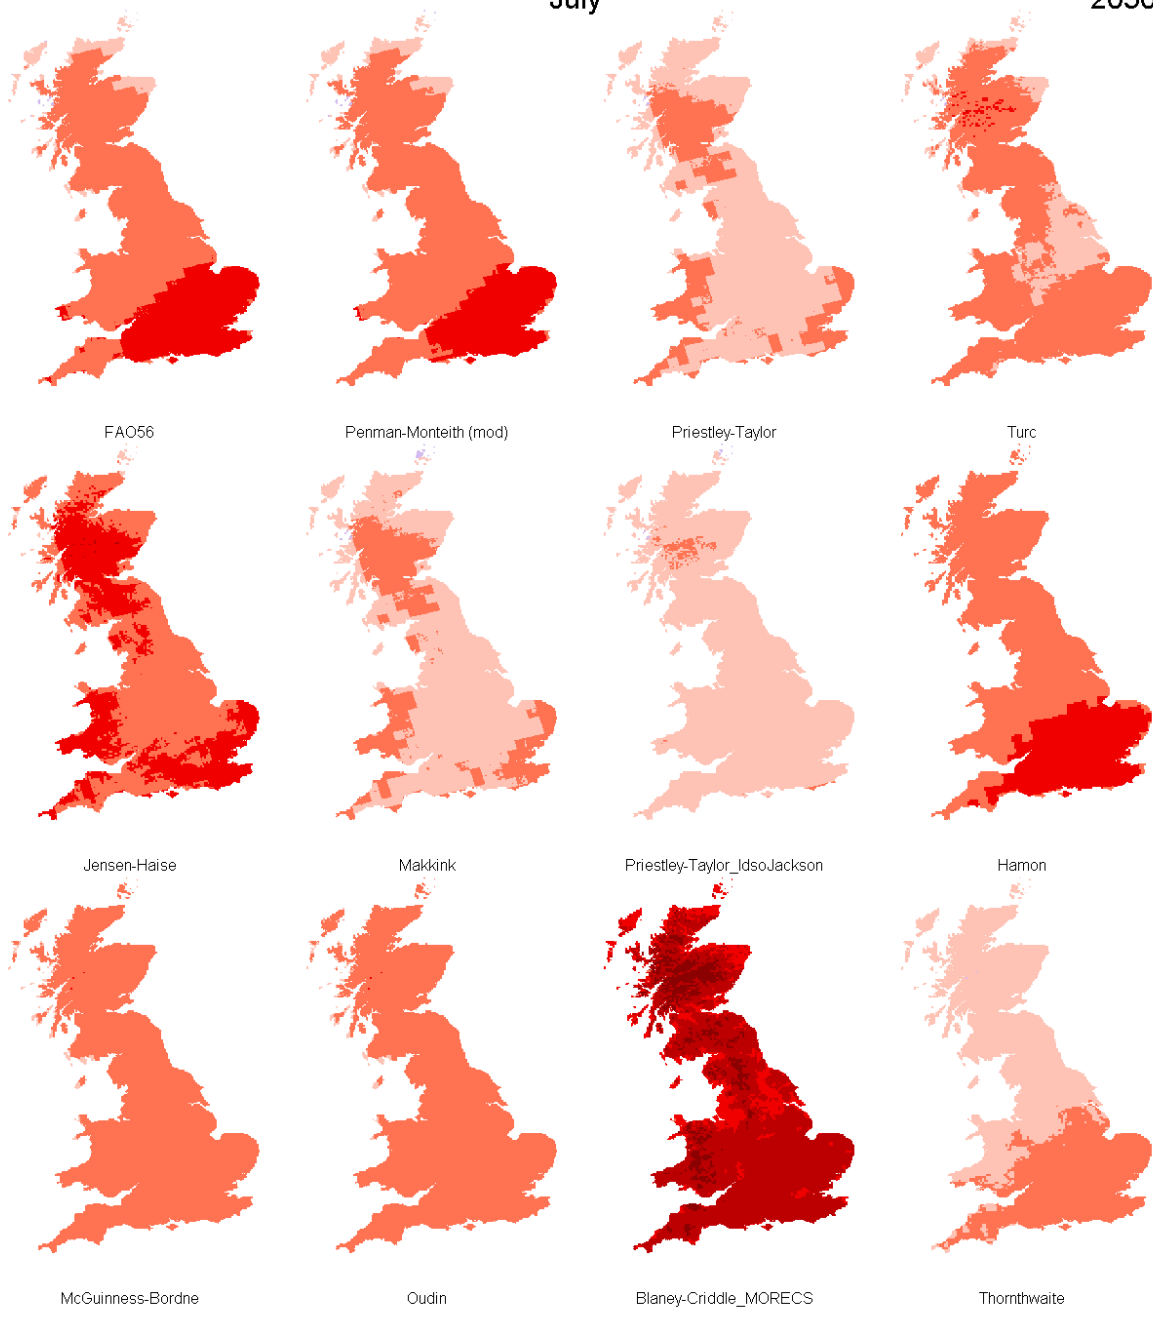 July 2050
FAO56 Penman-Monteith (mod) Priestley-Taylor Turc
Jensen-Haise Makkink Priestley-Taylor_IdsoJackson Hamon
McGuinness-Bordne Oudin Blaney-Criddle_MORECS Thornthwaite